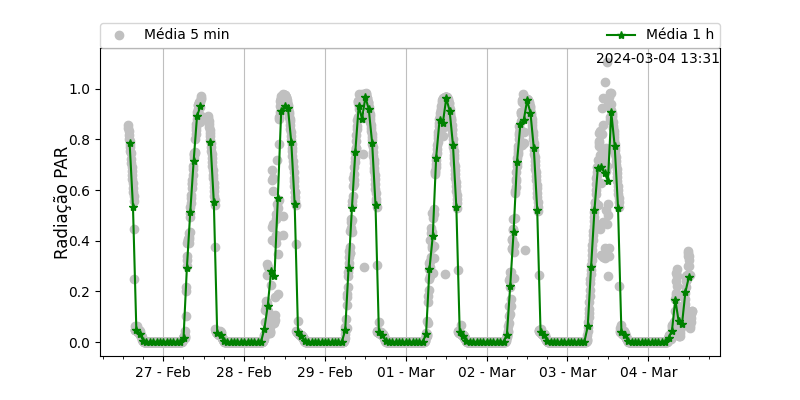 Média 5 min
Média 1 h
2024-03-04 13:31
Radiação PAR
1.0
0.8
0.6
0.4
0.2
0.0
27 - Feb
28 - Feb
29 - Feb
01 - Mar
02 - Mar
03 - Mar
04 - Mar